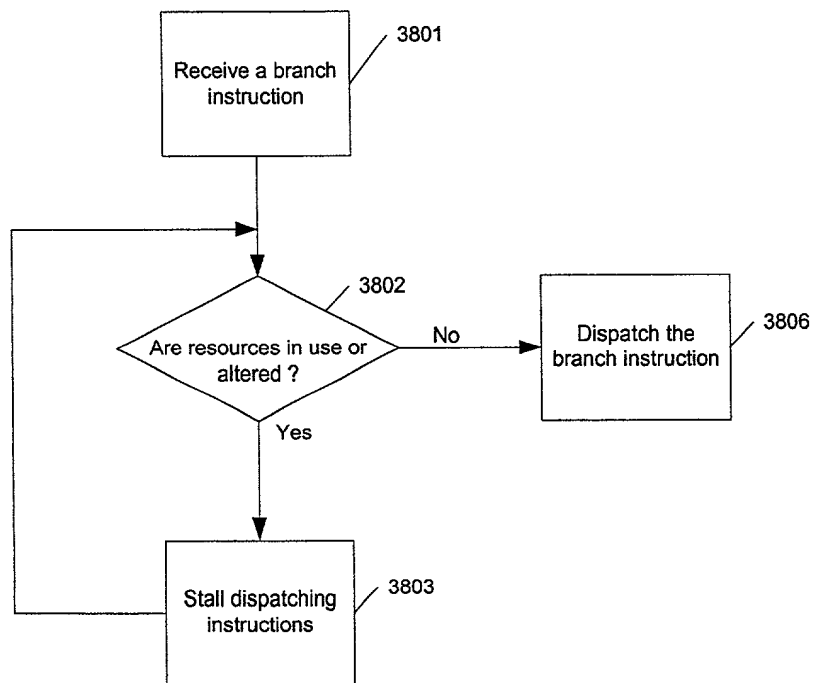 3801
Receive a branch
instruction
3802
Are resources in use or
altered ?
No
Dispatch the
branch instruction
3806
Yes
Stall dispatching
instructions
3803